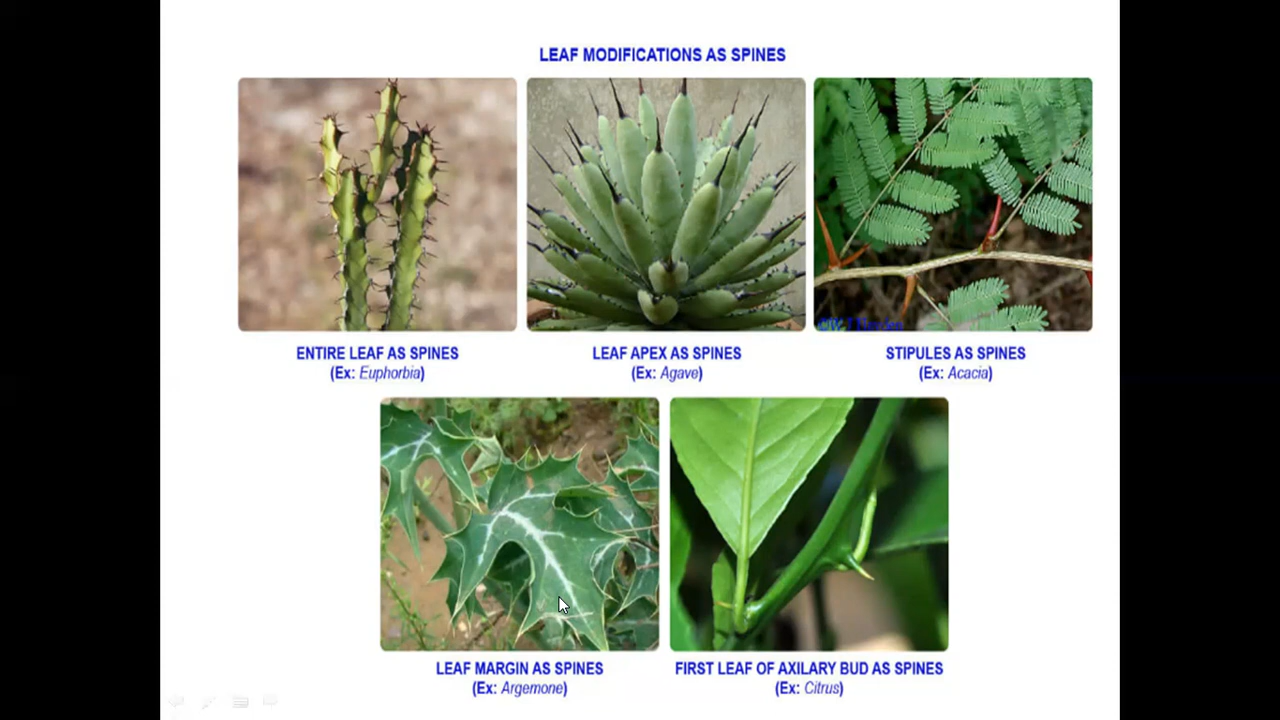 LEAF MODIFICATIONS AS SPINES
ENTIRE LEAF AS SPINES
(Ex: Euphorbia)
LEAF APEX AS SPINES
(Ex: Agave)
STIPULES AS SPINES
(Ex: Acacia)
LEAF MARGIN AS SPINES
(Ex: Argemone)
FIRST LEAF OF AXILARY BUD AS SPINES
(Ex: Citrus)